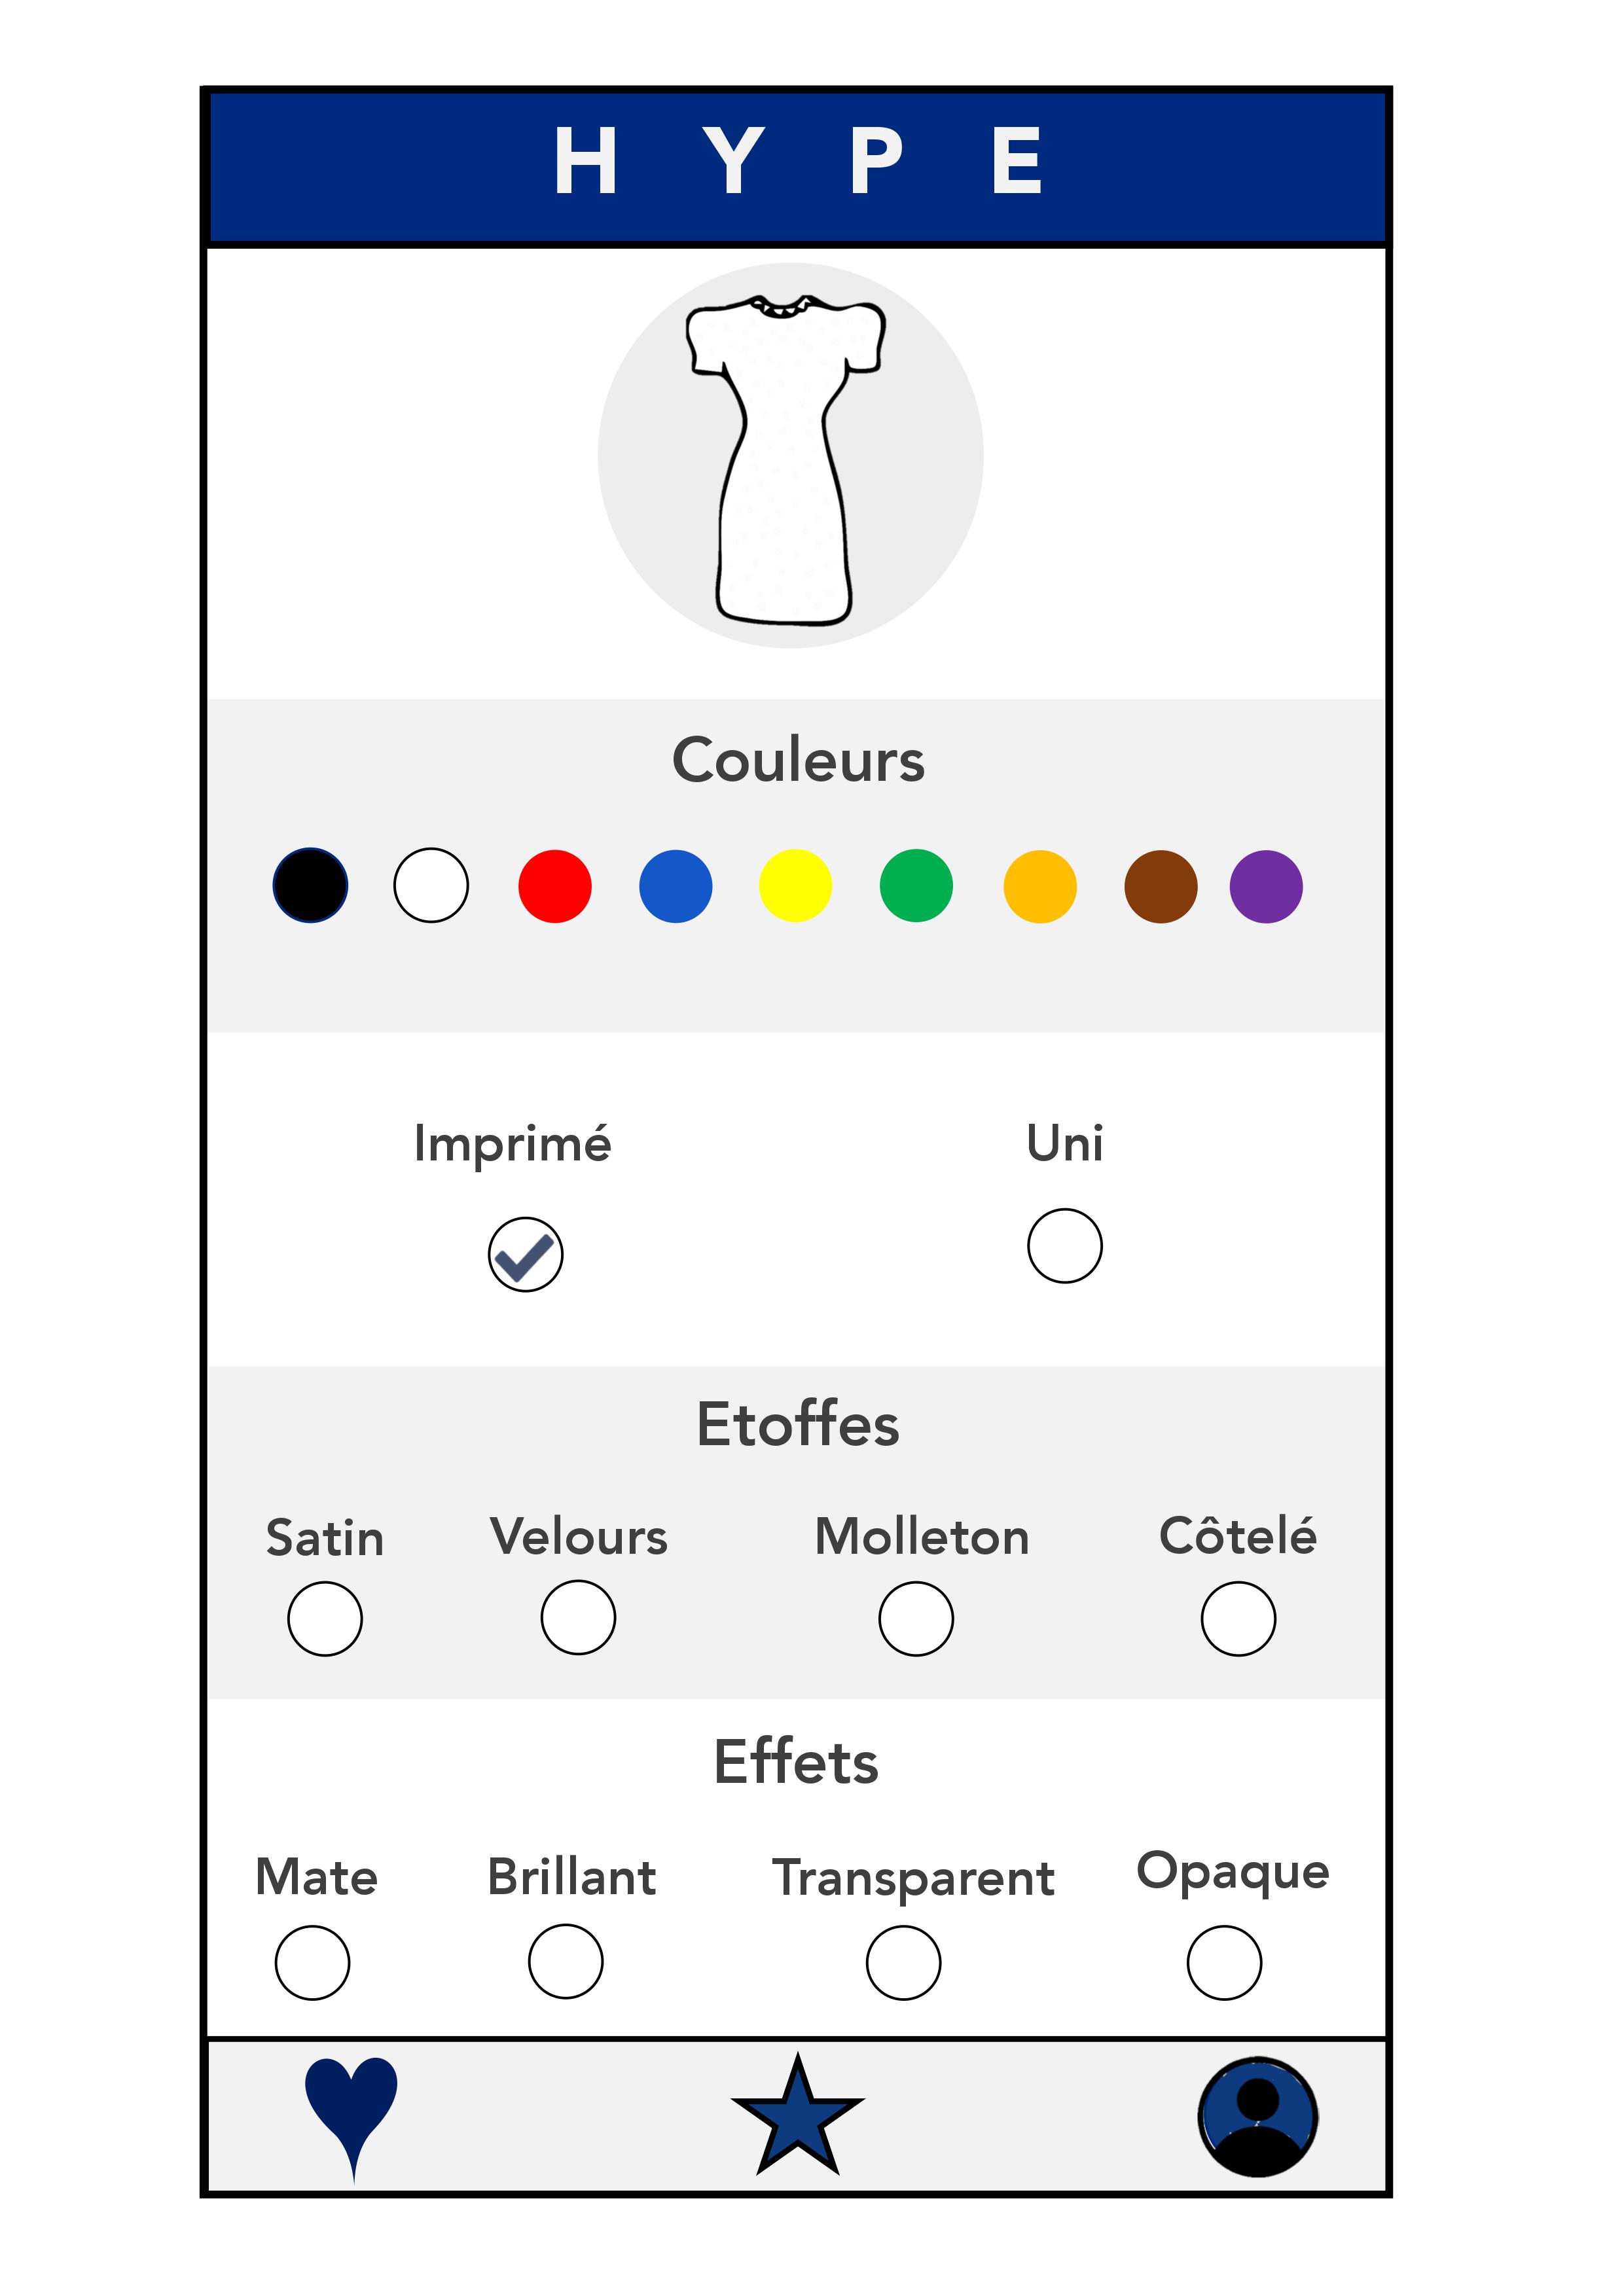 H Y P E
Couleurs
Imprimé Uni
Etoffes
Satin Velours Molleton Côtelé
Effets
Mate Brillant Transparent Opaque